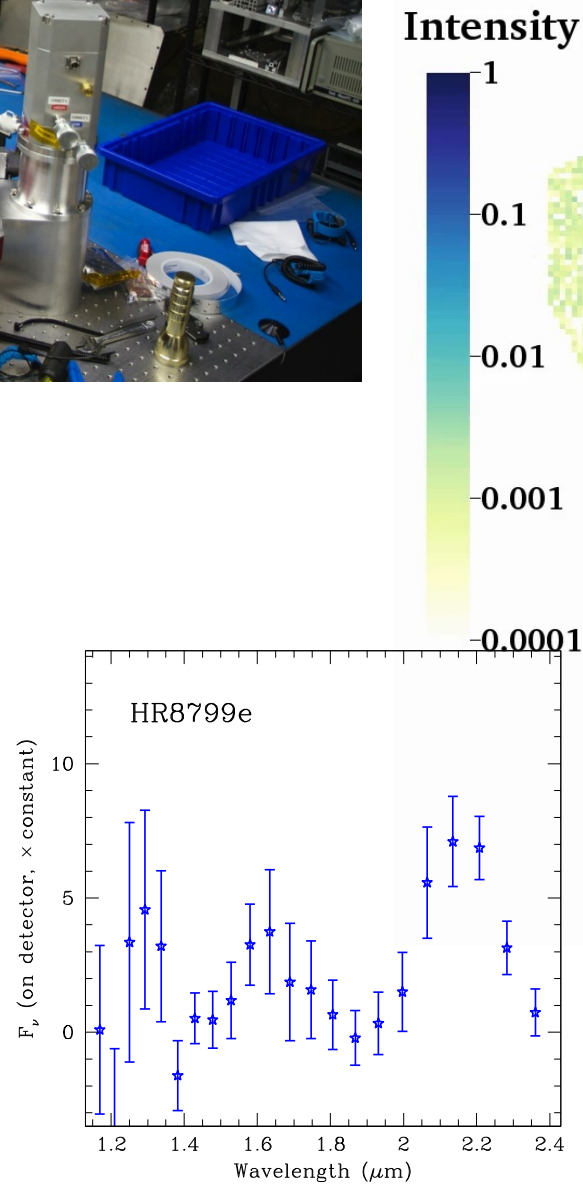 Intensity
1
0.1
0.01
0.001
0.0001
HR8799e
10
5
0
F_ν (on detector, × constant)
1.2 1.4 1.6 1.8 2 2.2 2.4
Wavelength (μm)